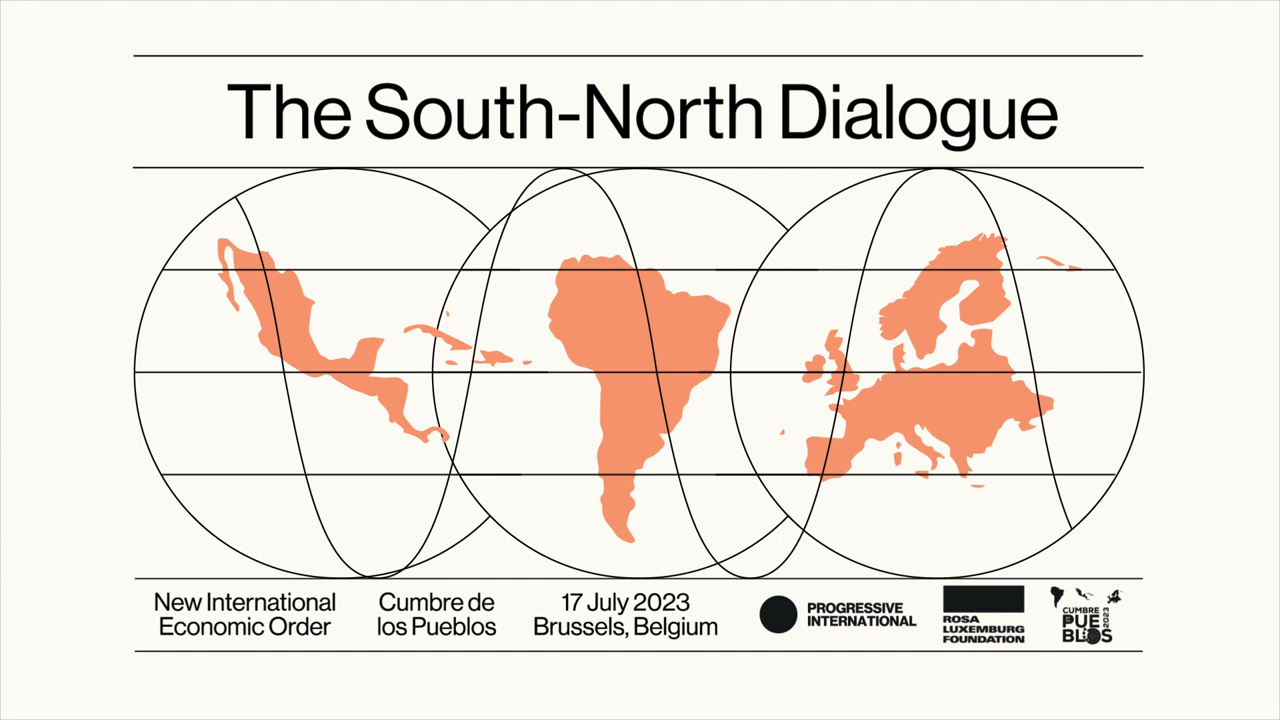 The South-North Dialogue
New International
Economic Order
Cumbre de
los Pueblos
17 July 2023
Brussels, Belgium
PROGRESSIVE
INTERNATIONAL
ROSA
LUXEMBURG
FOUNDATION
CUMBRE
PUE
BLOS
2023